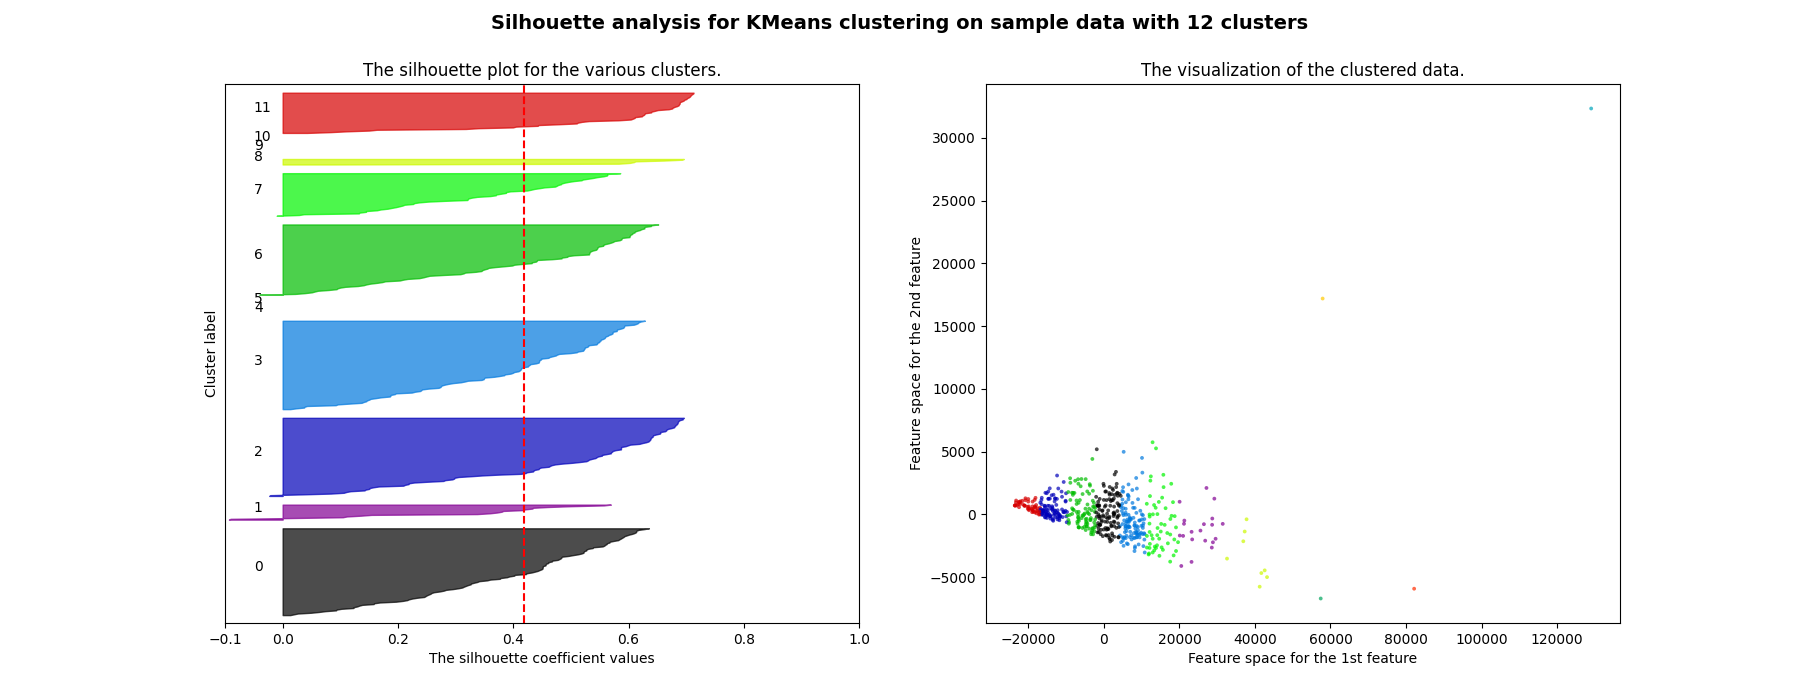 Silhouette analysis for KMeans clustering on sample data with 12 clusters
The silhouette plot for the various clusters.
11
10
9
8
7
6
5
4
3
2
1
0
Cluster label
−0.1 0.0 0.2 0.4 0.6 0.8 1.0
The silhouette coefficient values
The visualization of the clustered data.
30000
25000
20000
15000
10000
5000
0
−5000
Feature space for the 2nd feature
−20000 0 20000 40000 60000 80000 100000 120000
Feature space for the 1st feature